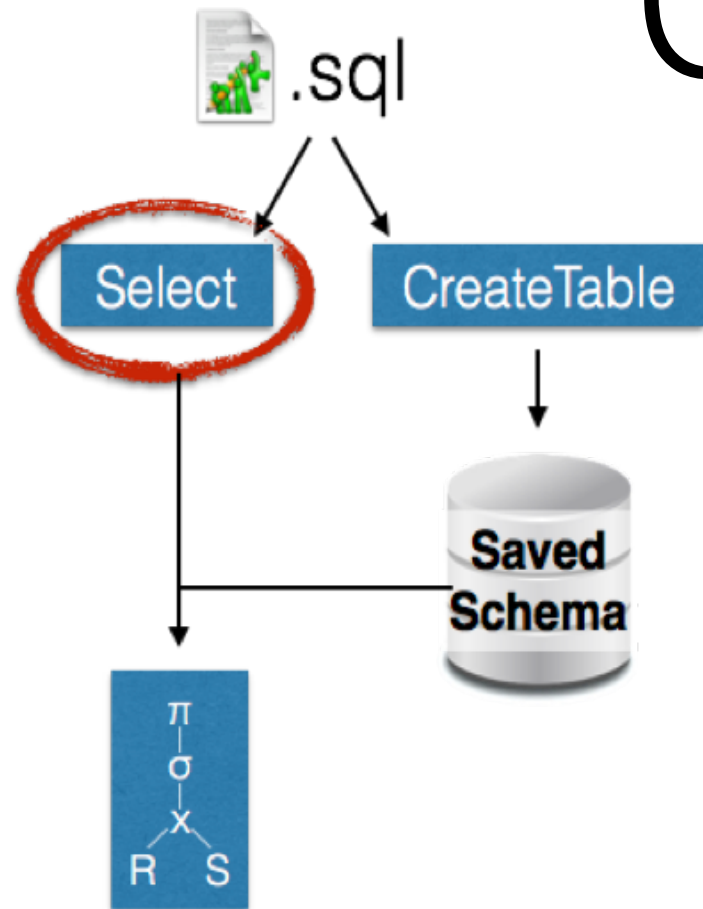 .sql
Select
CreateTable
Saved
Schema
π
σ
x
R S